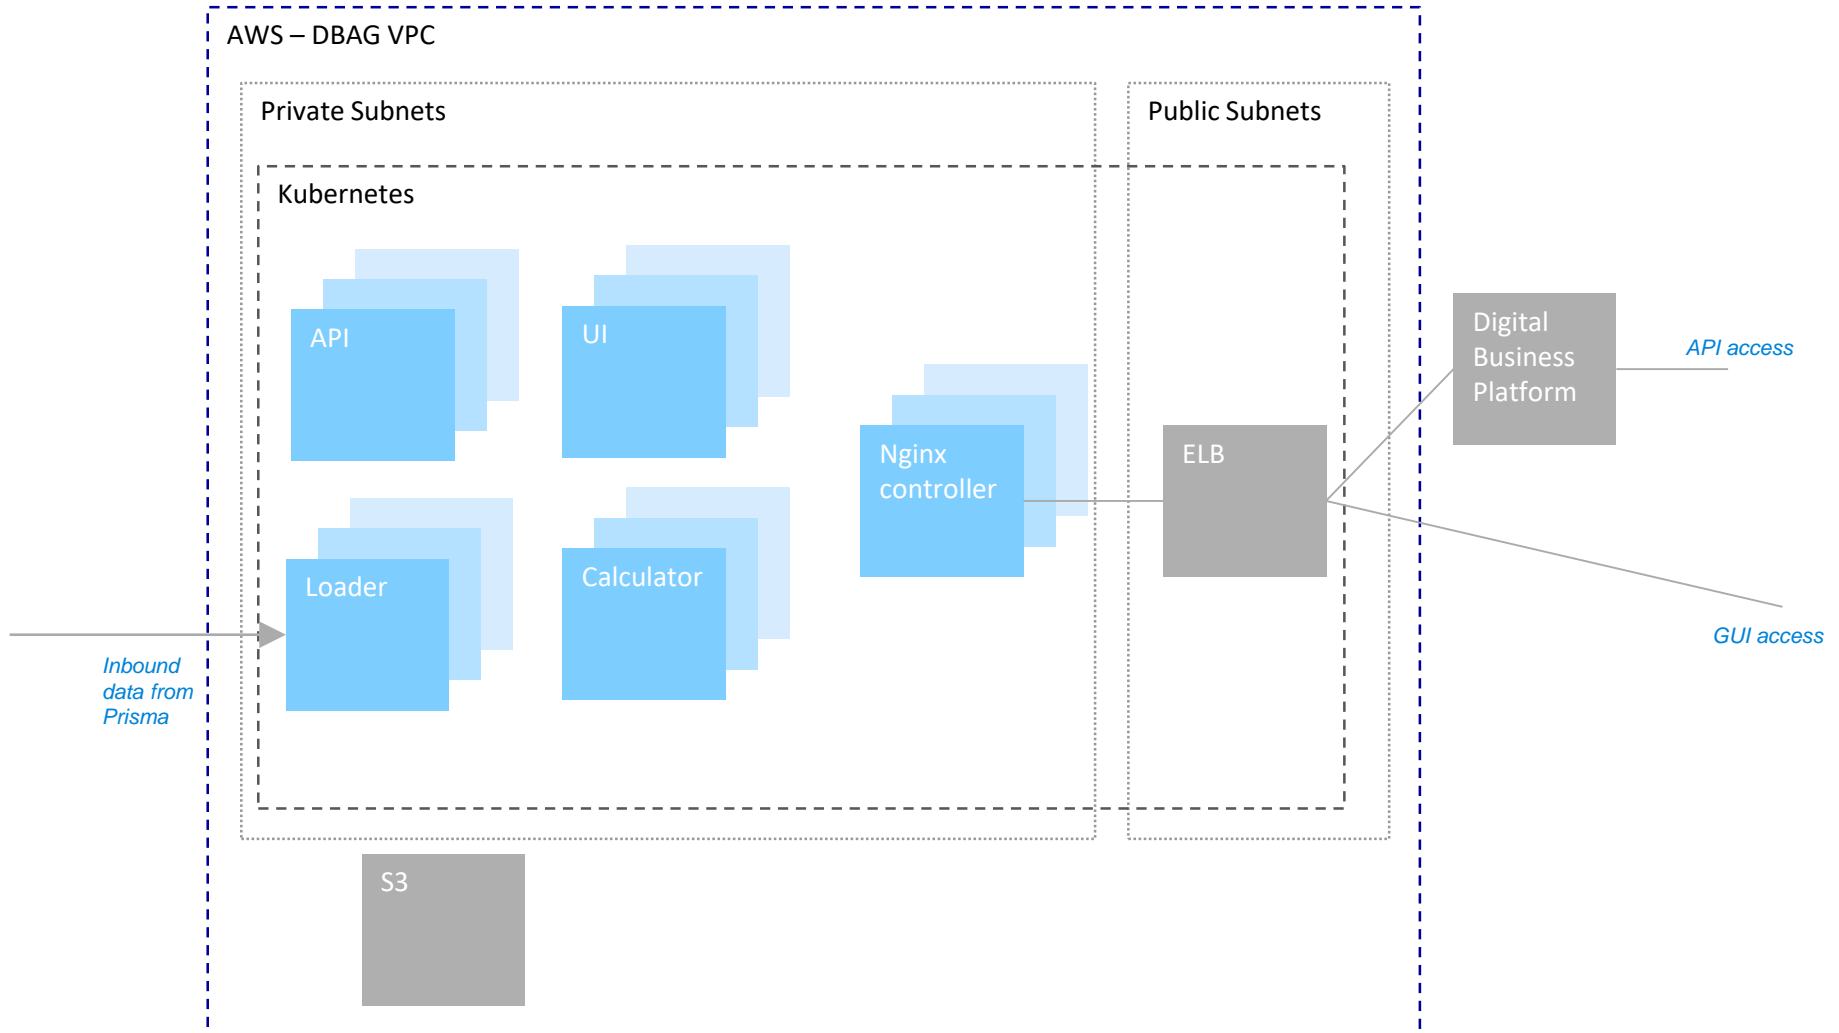 AWS – DBAG VPC
Private Subnets
Public Subnets
Kubernetes
API
UI
Nginx
controller
ELB
Digital
Business
Platform
API access
Loader
Calculator
GUI access
Inbound
data from
Prisma
S3